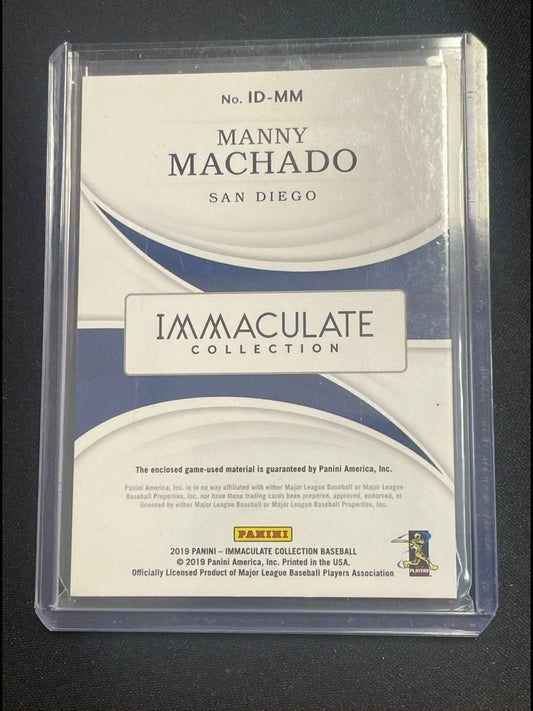 No. ID-MM
MANNY
MACHADO
SAN DIEGO
IMMACULATE
COLLECTION
The enclosed game-used material is guaranteed by Panini America, Inc.
Panini America, Inc. is in no way affiliated with either Major League Baseball or Major League
Baseball Properties, Inc. nor have these trading cards been prepared, approved, endorsed, or
licensed by either Major League Baseball or Major League Baseball Properties, Inc.
PANINI
2019 PANINI – IMMACULATE COLLECTION BASEBALL
© 2019 Panini America, Inc. Printed in the USA.
Officially Licensed Product of Major League Baseball Players Association
PLAYERS